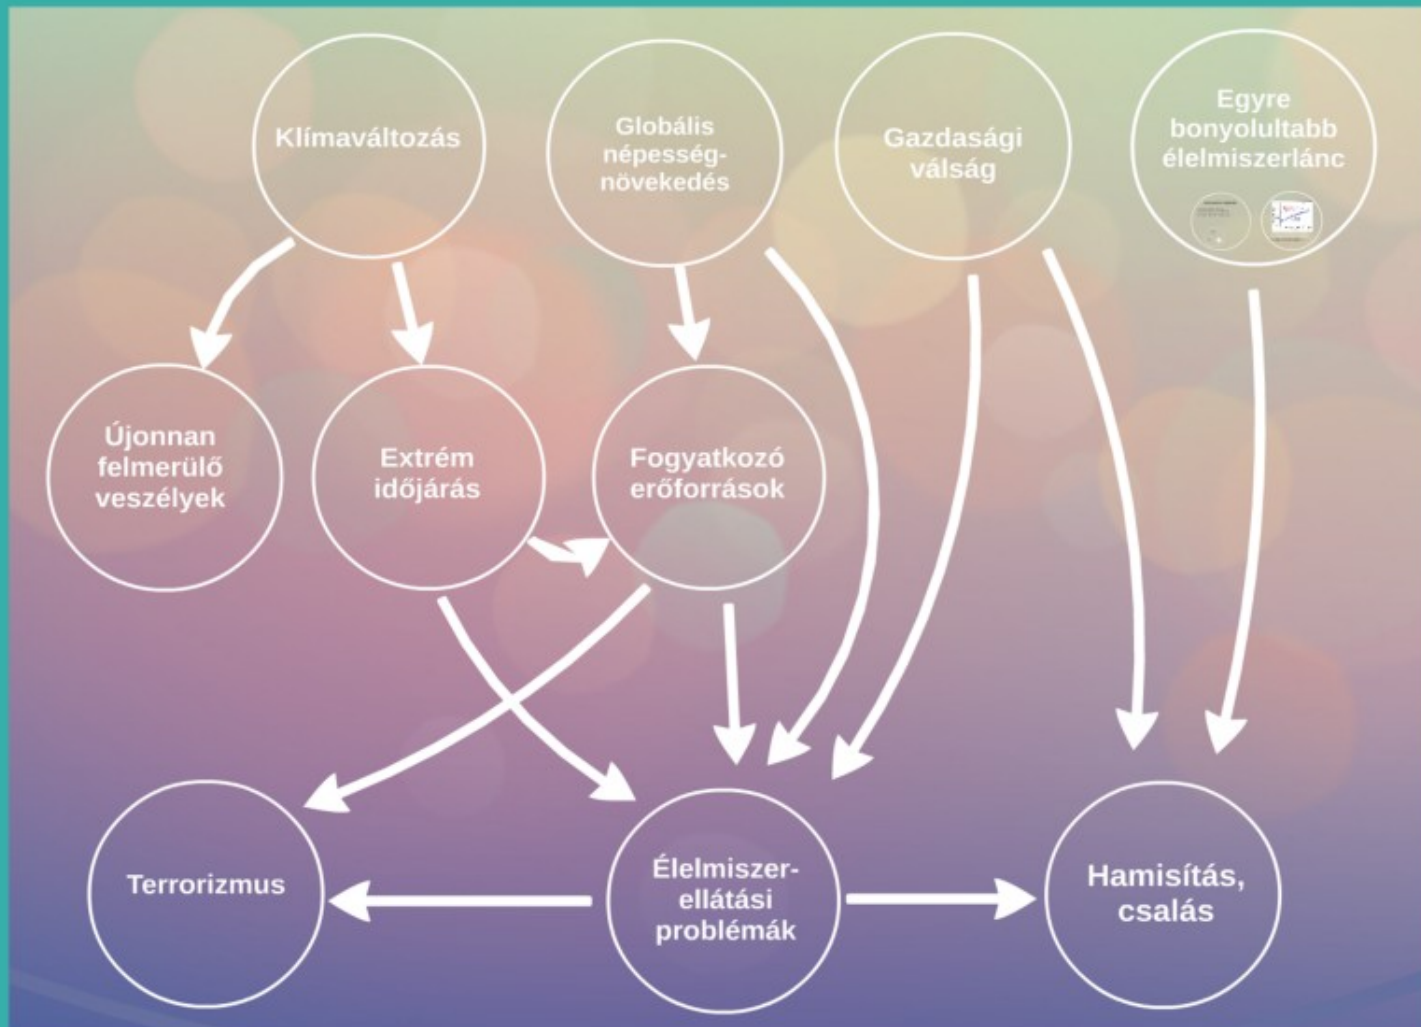 Klímaváltozás
Globális
népesség-
növekedés
Gazdasági
válság
Egyre
bonyolultabb
élelmiszerlánc
Újonnan
felmerülő
veszélyek
Extrém
időjárás
Fogyatkozó
erőforrások
Terrorizmus
Élelmiszer-
ellátási
problémák
Hamisítás,
csalás